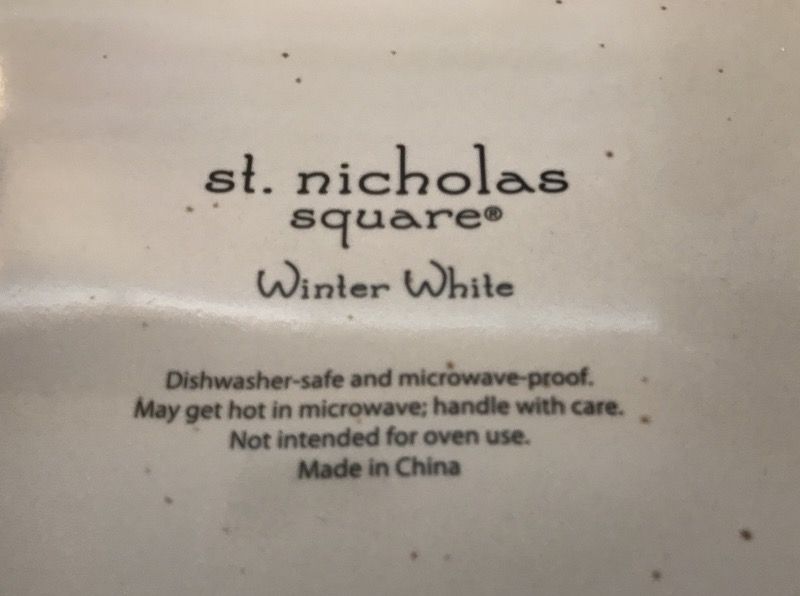 st. nicholas
square®
Winter White
Dishwasher-safe and microwave-proof.
May get hot in microwave; handle with care.
Not intended for oven use.
Made in China